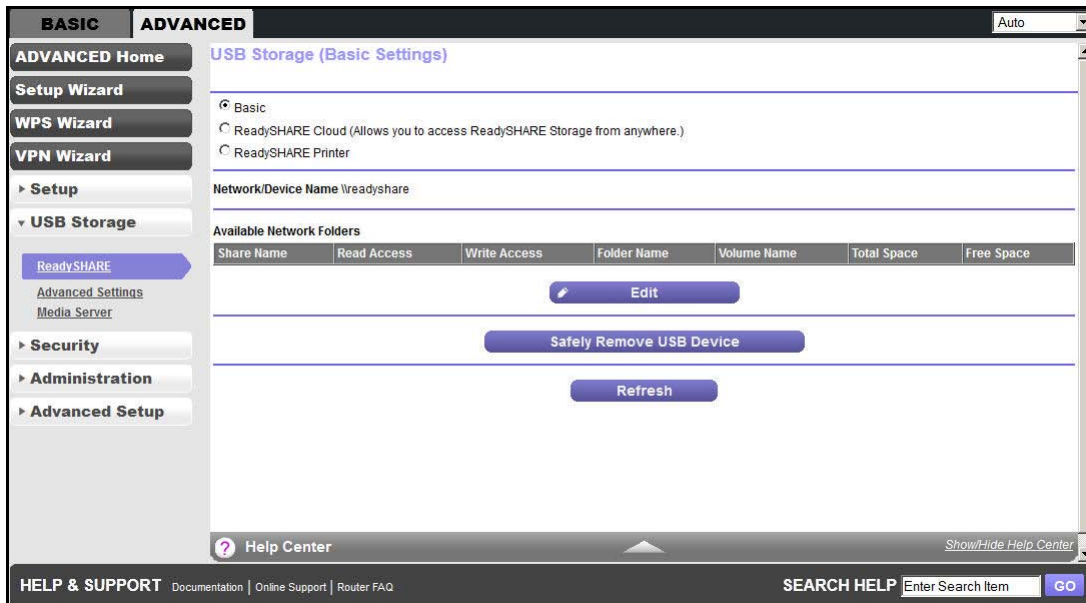 BASIC ADVANCED Auto
ADVANCED Home
Setup Wizard
WPS Wizard
VPN Wizard
Setup
USB Storage
ReadySHARE
Advanced Settings
Media Server
Security
Administration
Advanced Setup
USB Storage (Basic Settings)
Basic
ReadySHARE Cloud (Allows you to access ReadySHARE Storage from anywhere.)
ReadySHARE Printer
Network/Device Name \\readyshare
Available Network Folders
Share Name Read Access Write Access Folder Name Volume Name Total Space Free Space
Edit
Safely Remove USB Device
Refresh
? Help Center Show/Hide Help Center
HELP & SUPPORT Documentation | Online Support | Router FAQ SEARCH HELP Enter Search Item GO